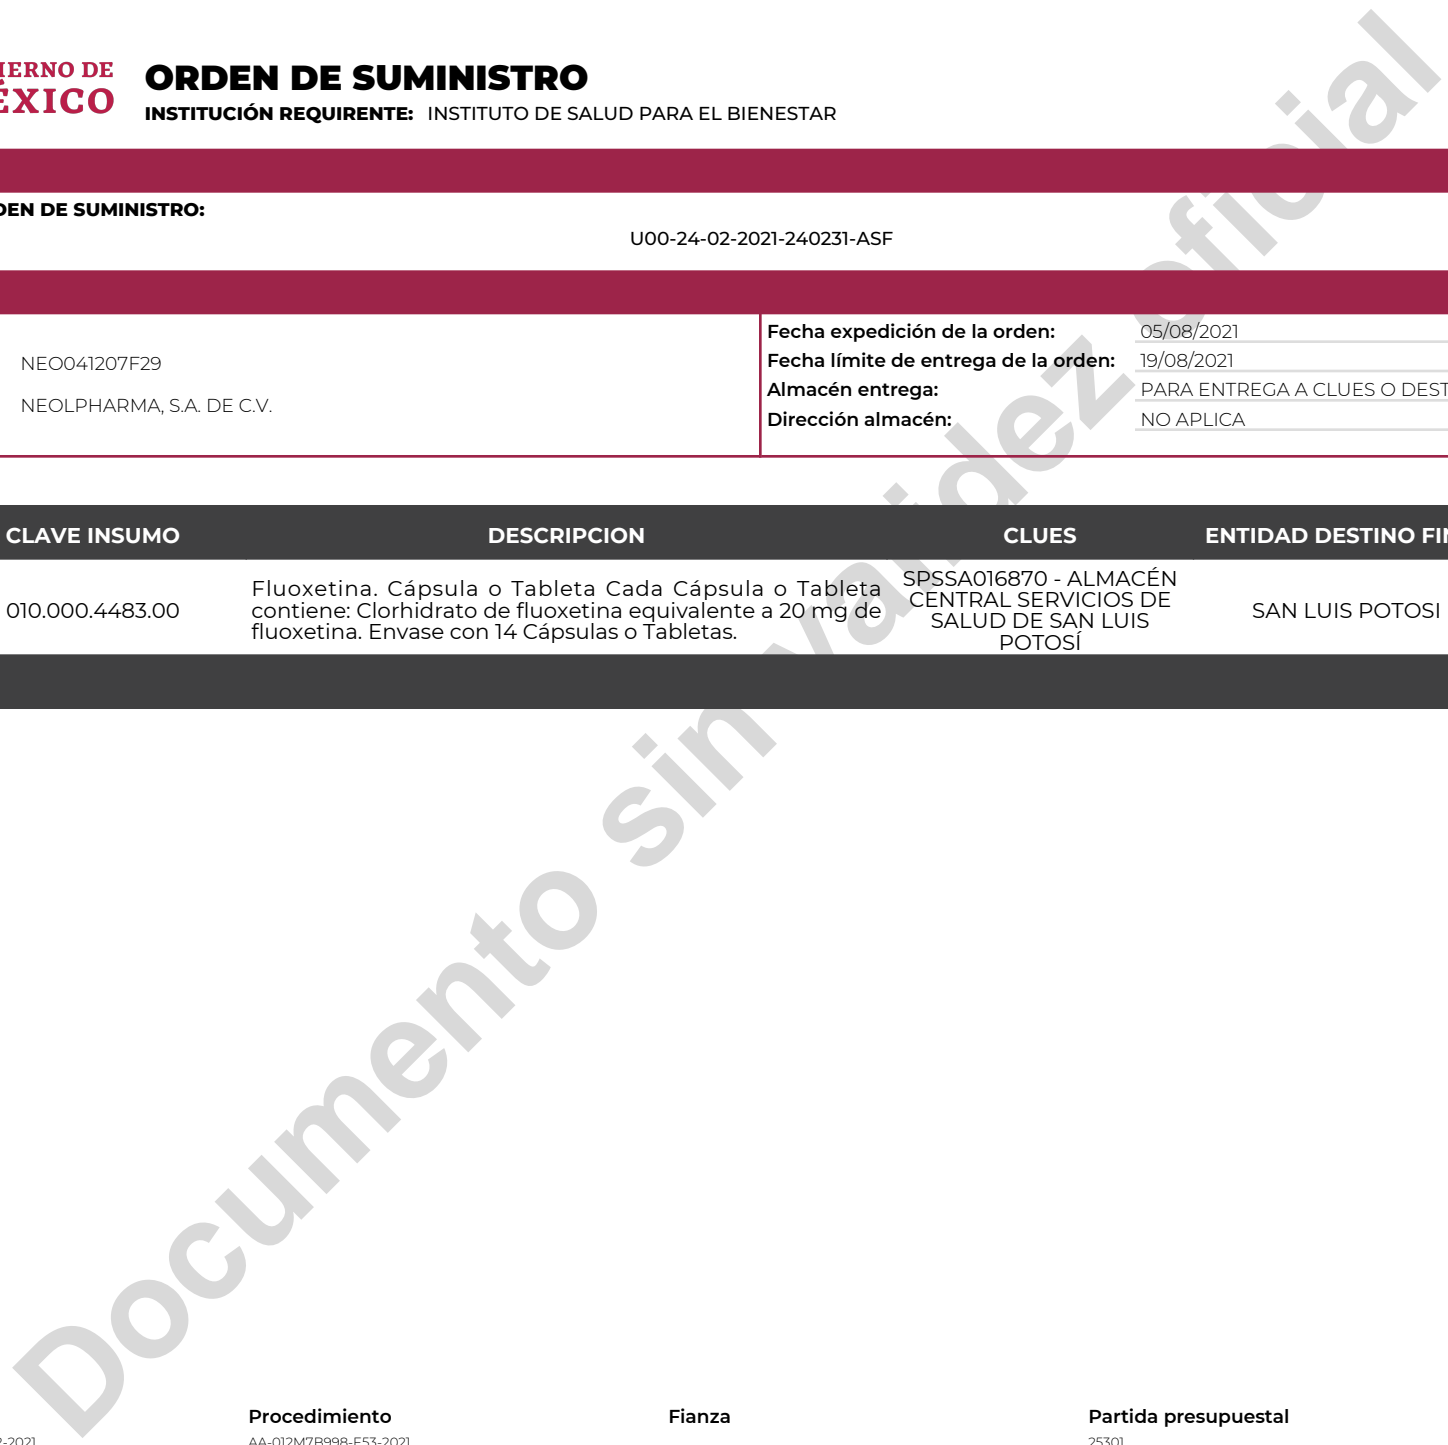 ORDEN DE SUMINISTRO
INSTITUCIÓN REQUIRENTE: INSTITUTO DE SALUD PARA EL BIENESTAR
DE
ÉXICO
DE SUMINISTRO:
U00-24-02-2021-240231-ASF
NEO041207F29
NEOLPHARMA, S.A. DE C.V.
Fecha expedición de la orden: 05/08/2021
Fecha límite de entrega de la orden: 19/08/2021
Almacén entrega: PARA ENTREGA A CLUES O DEST
Dirección almacén: NO APLICA
CLAVE INSUMO DESCRIPCION CLUES ENTIDAD DESTINO FIN
010.000.4483.00
Fluoxetina. Cápsula o Tableta Cada Cápsula o Tableta
contiene: Clorhidrato de fluoxetina equivalente a 20 mg de
fluoxetina. Envase con 14 Cápsulas o Tabletas.
SPSSA016870 - ALMACÉN
CENTRAL SERVICIOS DE
SALUD DE SAN LUIS
POTOSÍ
SAN LUIS POTOSI
Documento sin validez oficial
Procedimiento Fianza Partida presupuestal
-2021 AA-012M7B998-E53-2021 25301